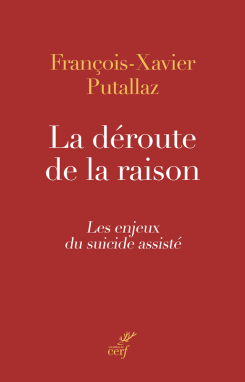 François-Xavier
Putallaz
La déroute
de la raison
Les enjeux
du suicide assisté
cerf